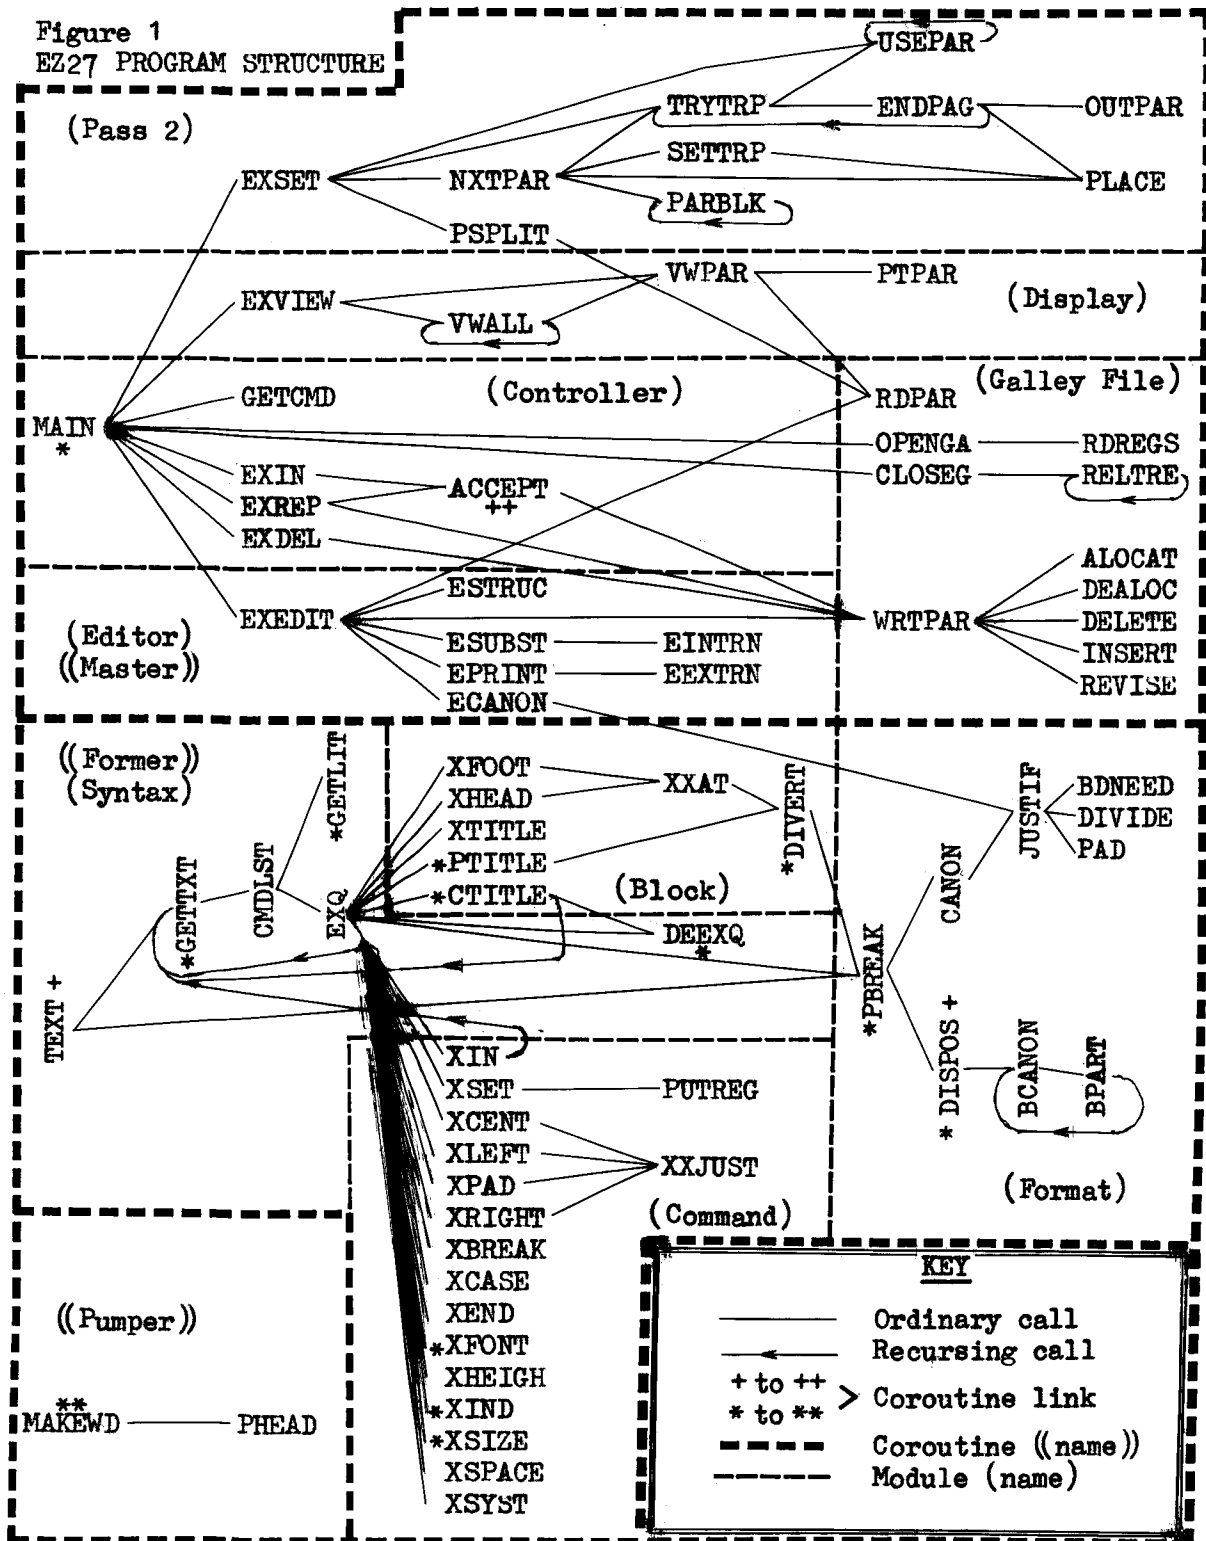 Figure 1
EZ27 PROGRAM STRUCTURE
USEPAR
(Pass 2)
TRYTRP ENDPAG OUTPAR
SETTRP
EXSET NXTPAR PLACE
PARBLK
PSPLIT
VWPAR PTPAR
EXVIEW (Display)
VWALL
(Controller) (Galley File)
GETCMD RDPAR
MAIN
*
OPENGA RDREGS
EXIN CLOSEG RELTRE
ACCEPT
++
EXREP
EXDEL
ALOCAT
ESTRUC DEALOC
EXEDIT WRTPAR DELETE
(Editor)
((Master))
ESUBST EINTRN INSERT
EPRINT EEXTRN REVISE
ECANON
((Former))
(Syntax)
*GETLIT
XFOOT XXAT
XHEAD
XTITLE
*PTITLE
*CTITLE (Block)
*DIVERT
JUSTIF
BDNEED
DIVIDE
PAD
CANON
*GETTXT
CMDLST
EXQ
DEEXQ
*
*PBREAK
TEXT +
* DISPOS +
BCANON
BPART
XIN
XSET PUTREG
XCENT
XLEFT XXJUST
XPAD
XRIGHT
(Command)
(Format)
XBREAK
XCASE
XEND
*XFONT
XHEIGH
*XIND
*XSIZE
XSPACE
XSYST
((Pumper))
**
MAKEWD PHEAD
KEY
Ordinary call
Recursing call
+ to ++
* to **
> Coroutine link
Coroutine ((name))
Module (name)